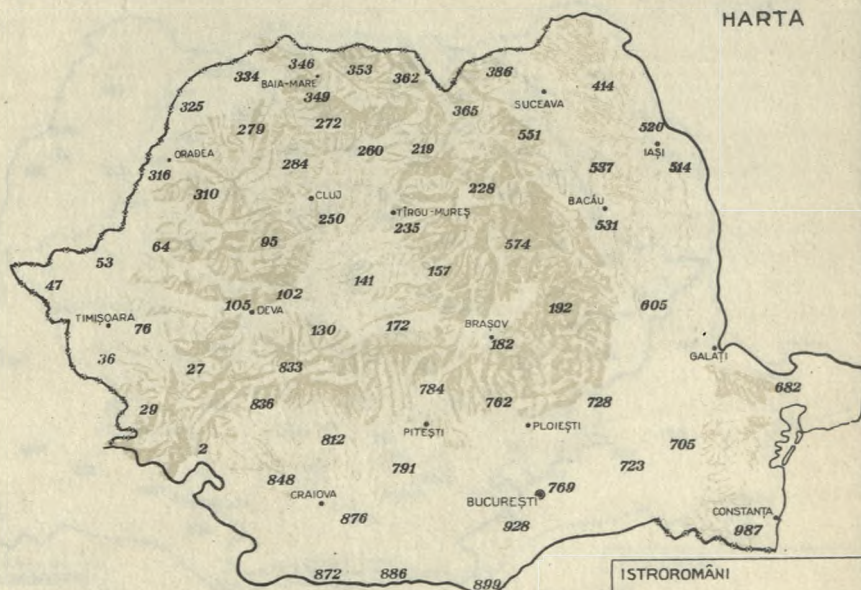 HARTA
346 353 386
334 BAIA-MARE 362 414
349 365 SUCEAVA
325
279 272 551 520
ORADEA 260 219 IAȘI
316 284 537 514
310 CLUJ 228 BACĂU
250 TÎRGU-MUREȘ 531
235
64 95 574
53
47 141 157
102
105 DEVA 192 605
TIMIȘOARA
76 130 172 BRAȘOV
182 GALAȚI
36
27 833
784 682
29 836 762 728
PITEȘTI PLOIEȘTI
2 812 705
791 723
848
CRAIOVA BUCUREȘTI 769
876 928 CONSTANȚA
987
872 886 899
ISTROROMÂNI